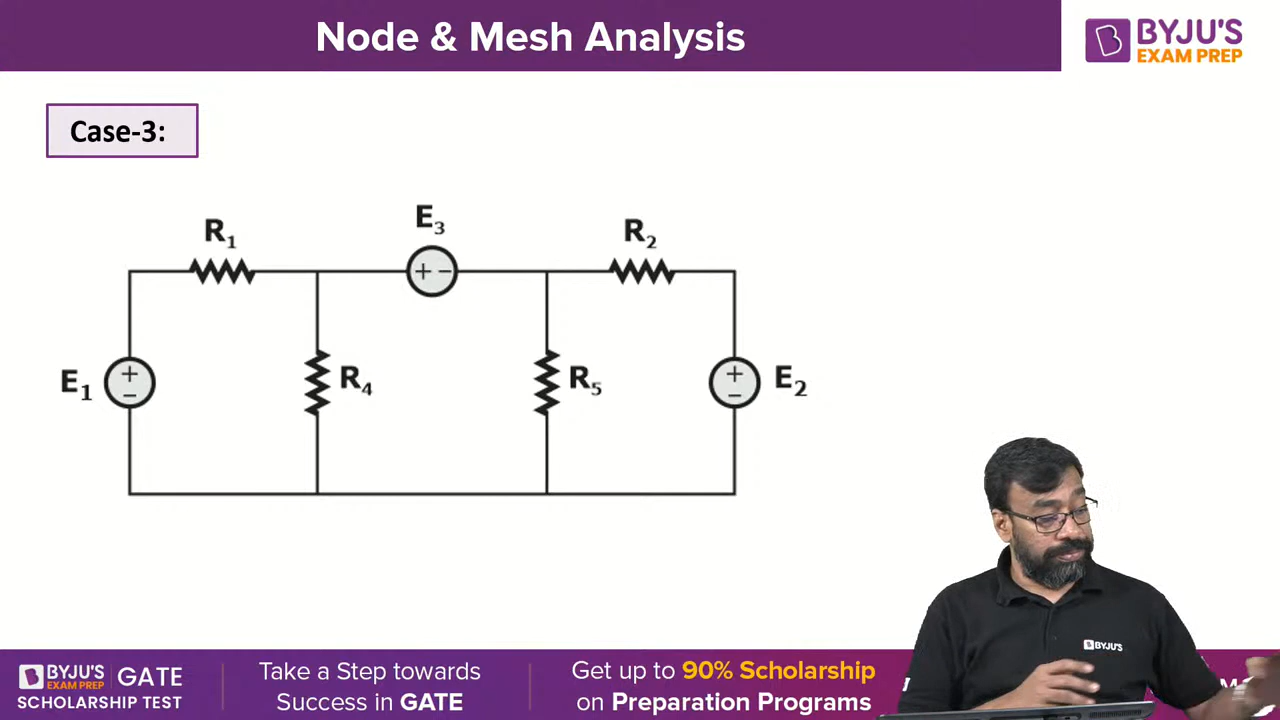 Node & Mesh Analysis
BYJU'S
EXAM PREP
Case-3:
R₁
E₃
R₂
E₁
+
−
R₄
+ −
R₅
+
−
E₂
BYJU'S
BYJU'S
EXAM PREP
GATE
SCHOLARSHIP TEST
Take a Step towards
Success in GATE
Get up to 90% Scholarship
on Preparation Programs